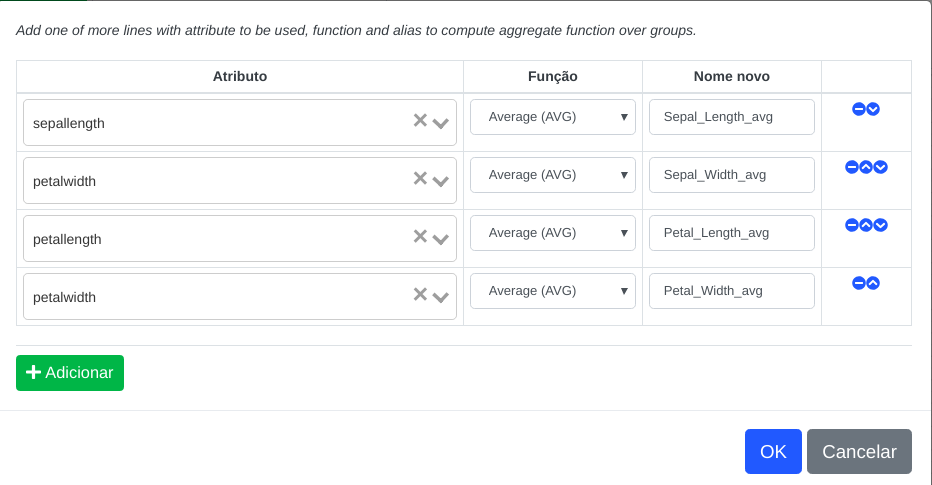 Add one of more lines with attribute to be used, function and alias to compute aggregate function over groups.
Atributo Função Nome novo
sepallength Average (AVG) Sepal_Length_avg
petalwidth Average (AVG) Sepal_Width_avg
petallength Average (AVG) Petal_Length_avg
petalwidth Average (AVG) Petal_Width_avg
Adicionar
OK Cancelar